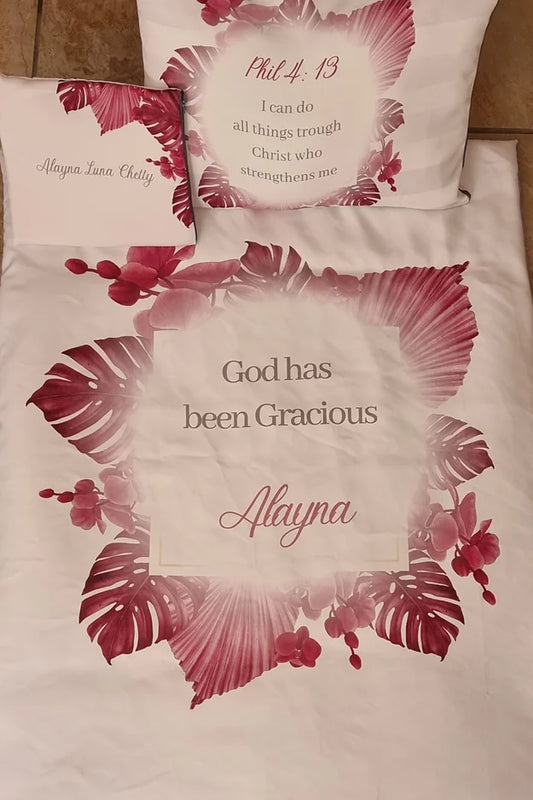 Phil 4: 13
I can do
all things trough
Christ who
strengthens me
Alayna Luna Chetty
God has
been Gracious
Alayna